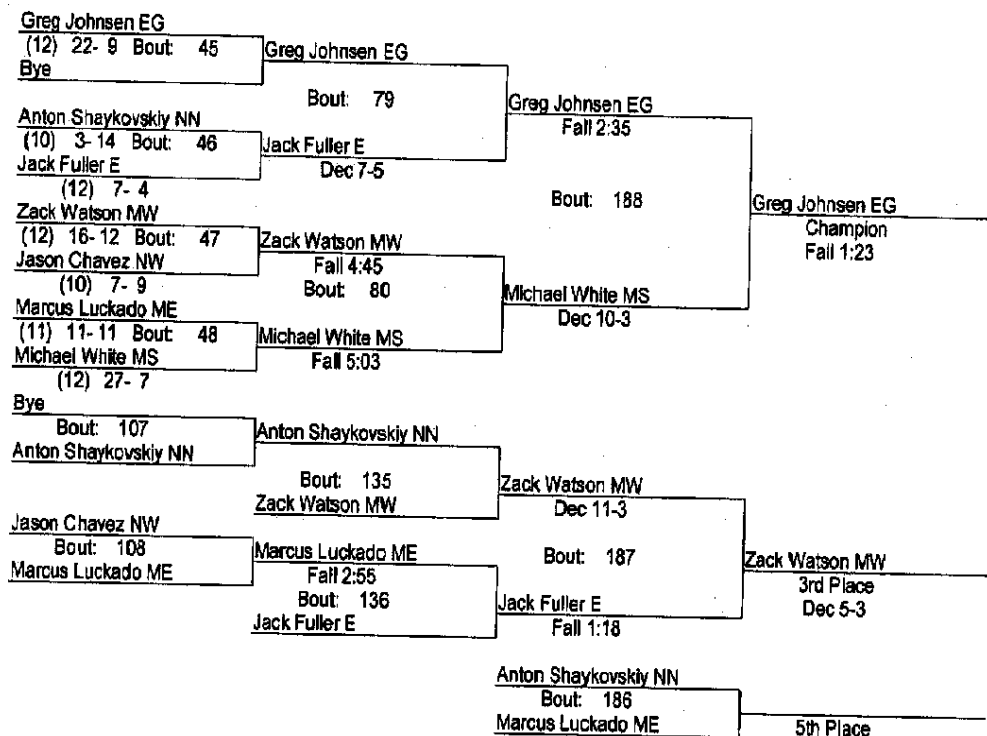 Greg Johnsen EG
(12) 22- 9 Bout: 45
Bye
Greg Johnsen EG
Bout: 79
Anton Shaykovskiy NN
(10) 3- 14 Bout: 46
Jack Fuller E
(12) 7- 4
Jack Fuller E
Dec 7-5
Greg Johnsen EG
Fall 2:35
Bout: 188
Zack Watson MW
(12) 16- 12 Bout: 47
Jason Chavez NW
(10) 7- 9
Zack Watson MW
Fall 4:45
Bout: 80
Marcus Luckado ME
(11) 11- 11 Bout: 48
Michael White MS
(12) 27- 7
Michael White MS
Fall 5:03
Michael White MS
Dec 10-3
Greg Johnsen EG
Champion
Fall 1:23
Bye
Bout: 107
Anton Shaykovskiy NN
Anton Shaykovskiy NN
Bout: 135
Zack Watson MW
Zack Watson MW
Dec 11-3
Bout: 187
Jason Chavez NW
Bout: 108
Marcus Luckado ME
Marcus Luckado ME
Fall 2:55
Bout: 136
Jack Fuller E
Jack Fuller E
Fall 1:18
Zack Watson MW
3rd Place
Dec 5-3
Anton Shaykovskiy NN
Bout: 186
Marcus Luckado ME
5th Place